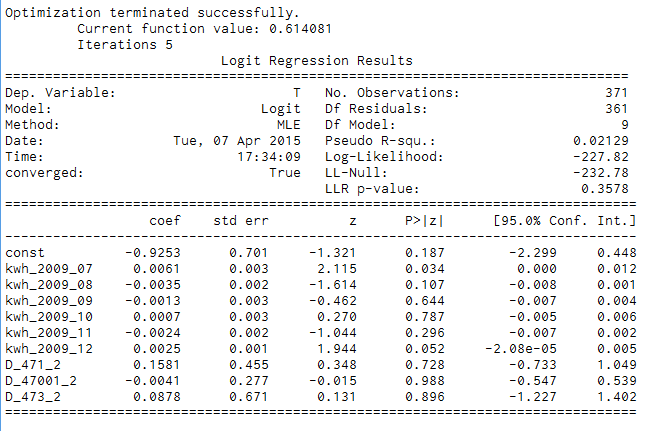 Optimization terminated successfully.
         Current function value: 0.614081
         Iterations 5
                           Logit Regression Results
==============================================================================
Dep. Variable:                      T   No. Observations:                  371
Model:                          Logit   Df Residuals:                      361
Method:                           MLE   Df Model:                            9
Date:                Tue, 07 Apr 2015   Pseudo R-squ.:                 0.02129
Time:                        17:34:09   Log-Likelihood:                -227.82
converged:                       True   LL-Null:                       -232.78
                                        LLR p-value:                    0.3578
===============================================================================
                  coef    std err          z      P>|z|      [95.0% Conf. Int.]
-------------------------------------------------------------------------------
const          -0.9253      0.701     -1.321      0.187        -2.299     0.448
kwh_2009_07     0.0061      0.003      2.115      0.034         0.000     0.012
kwh_2009_08    -0.0035      0.002     -1.614      0.107        -0.008     0.001
kwh_2009_09    -0.0013      0.003     -0.462      0.644        -0.007     0.004
kwh_2009_10     0.0007      0.003      0.270      0.787        -0.005     0.006
kwh_2009_11    -0.0024      0.002     -1.044      0.296        -0.007     0.002
kwh_2009_12     0.0025      0.001      1.944      0.052     -2.08e-05     0.005
D_471_2         0.1581      0.455      0.348      0.728        -0.733     1.049
D_47001_2      -0.0041      0.277     -0.015      0.988        -0.547     0.539
D_473_2         0.0878      0.671      0.131      0.896        -1.227     1.402
===============================================================================